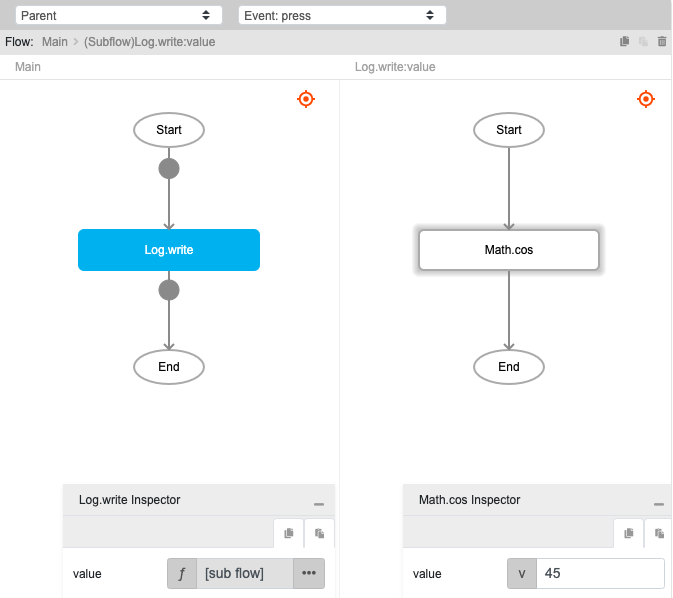 Parent
Event: press
Flow: Main > (Subflow)Log.write:value
Main
Log.write:value
Start
Start
Log.write
Math.cos
End
End
Log.write Inspector
Math.cos Inspector
value
ƒ
[sub flow]
•••
value
v
45